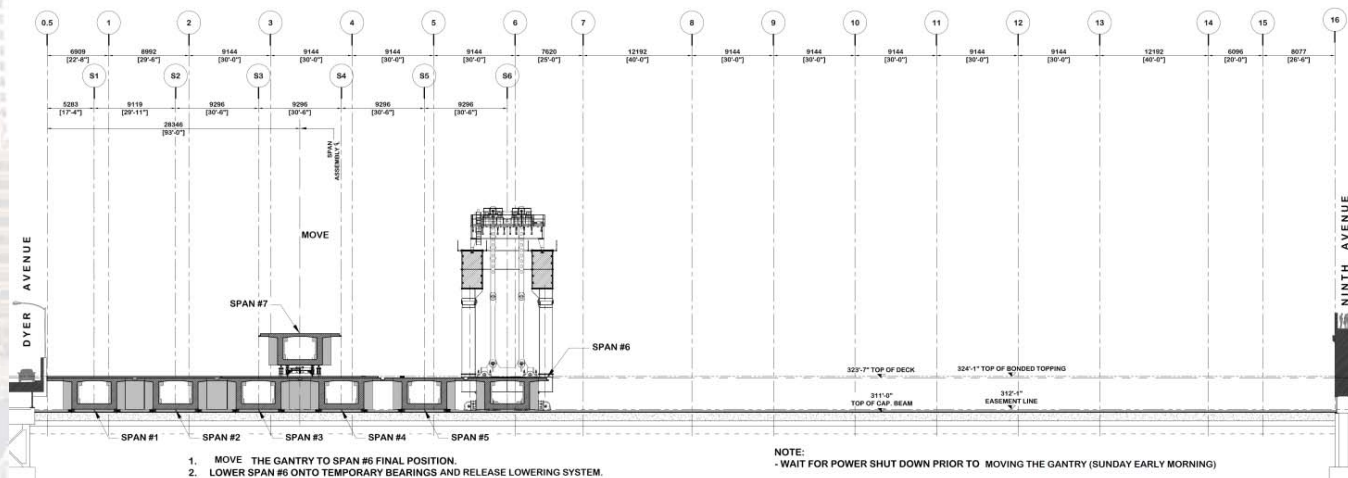 0.5 1 2 3 4 5 6 7 8 9 10 11 12 13 14 15 16
6909 8992 9144 9144 9144 9144 7620 12192 9144 9144 9144 9144 9144 12192 6096 8077
[22'-8"] [29'-6"] [30'-0"] [30'-0"] [30'-0"] [30'-0"] [25'-0"] [40'-0"] [30'-0"] [30'-0"] [30'-0"] [30'-0"] [30'-0"] [40'-0"] [20'-0"] [26'-6"]
S1 S2 S3 S4 S5 S6
5283 9119 9296 9296 9296 9296
[17'-4"] [29'-11"] [30'-6"] [30'-6"] [30'-6"] [30'-6"]
28346
[93'-0"]
SPAN
ASSEMBLY ℄
MOVE
DYER AVENUE
NINTH AVENUE
SPAN #7
SPAN #6
323'-7" TOP OF DECK
324'-1" TOP OF BONDED TOPPING
311'-0"
TOP OF CAP. BEAM
312'-1"
EASEMENT LINE
SPAN #1 SPAN #2 SPAN #3 SPAN #4 SPAN #5
1. MOVE THE GANTRY TO SPAN #6 FINAL POSITION.
2. LOWER SPAN #6 ONTO TEMPORARY BEARINGS AND RELEASE LOWERING SYSTEM.
NOTE:
- WAIT FOR POWER SHUT DOWN PRIOR TO MOVING THE GANTRY (SUNDAY EARLY MORNING)